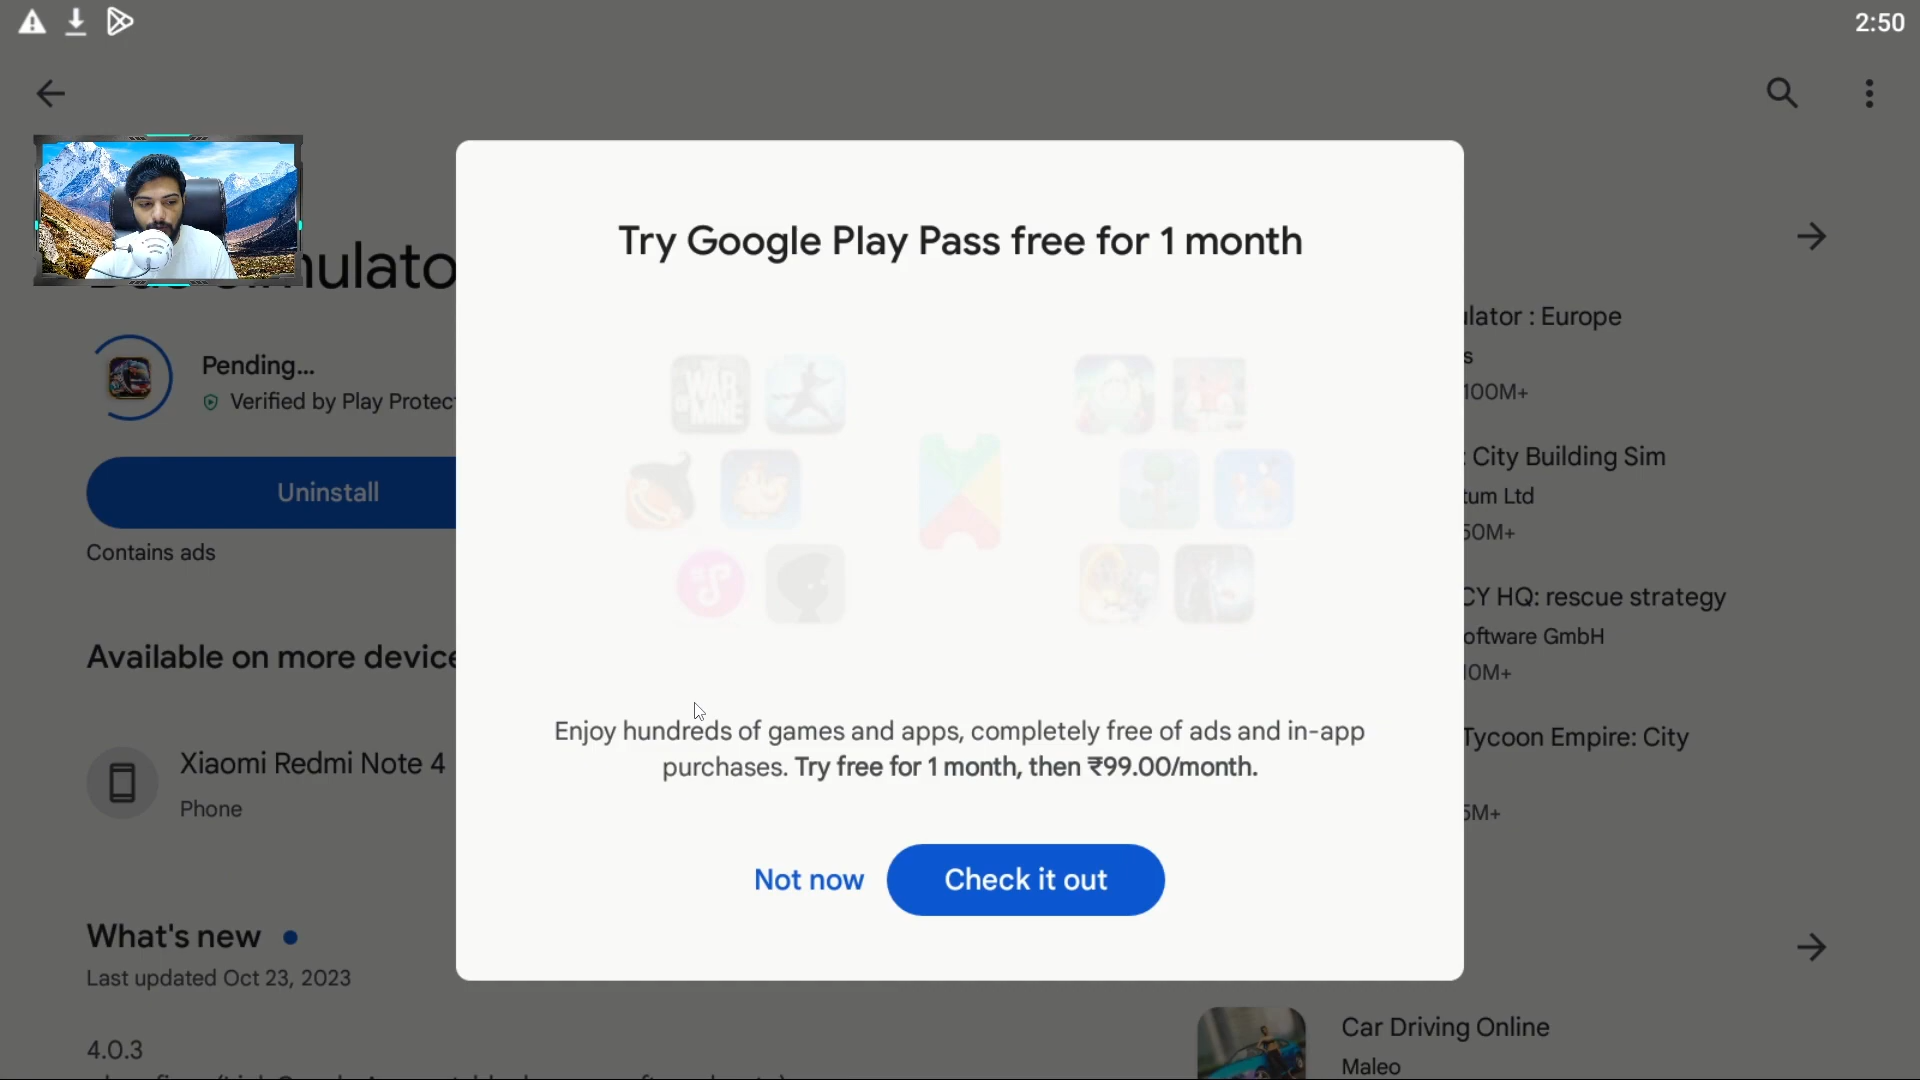 2:50
Try Google Play Pass free for 1 month
Pending...
Verified by Play Protec
Uninstall
Contains ads
Available on more device
Xiaomi Redmi Note 4
Phone
What's new
Last updated Oct 23, 2023
4.0.3
WAR
MINE
Enjoy hundreds of games and apps, completely free of ads and in-app
purchases. Try free for 1 month, then ₹99.00/month.
Not now
Check it out
ulator : Europe
s
100M+
: City Building Sim
tum Ltd
50M+
CY HQ: rescue strategy
oftware GmbH
10M+
Tycoon Empire: City
5M+
Car Driving Online
Maleo